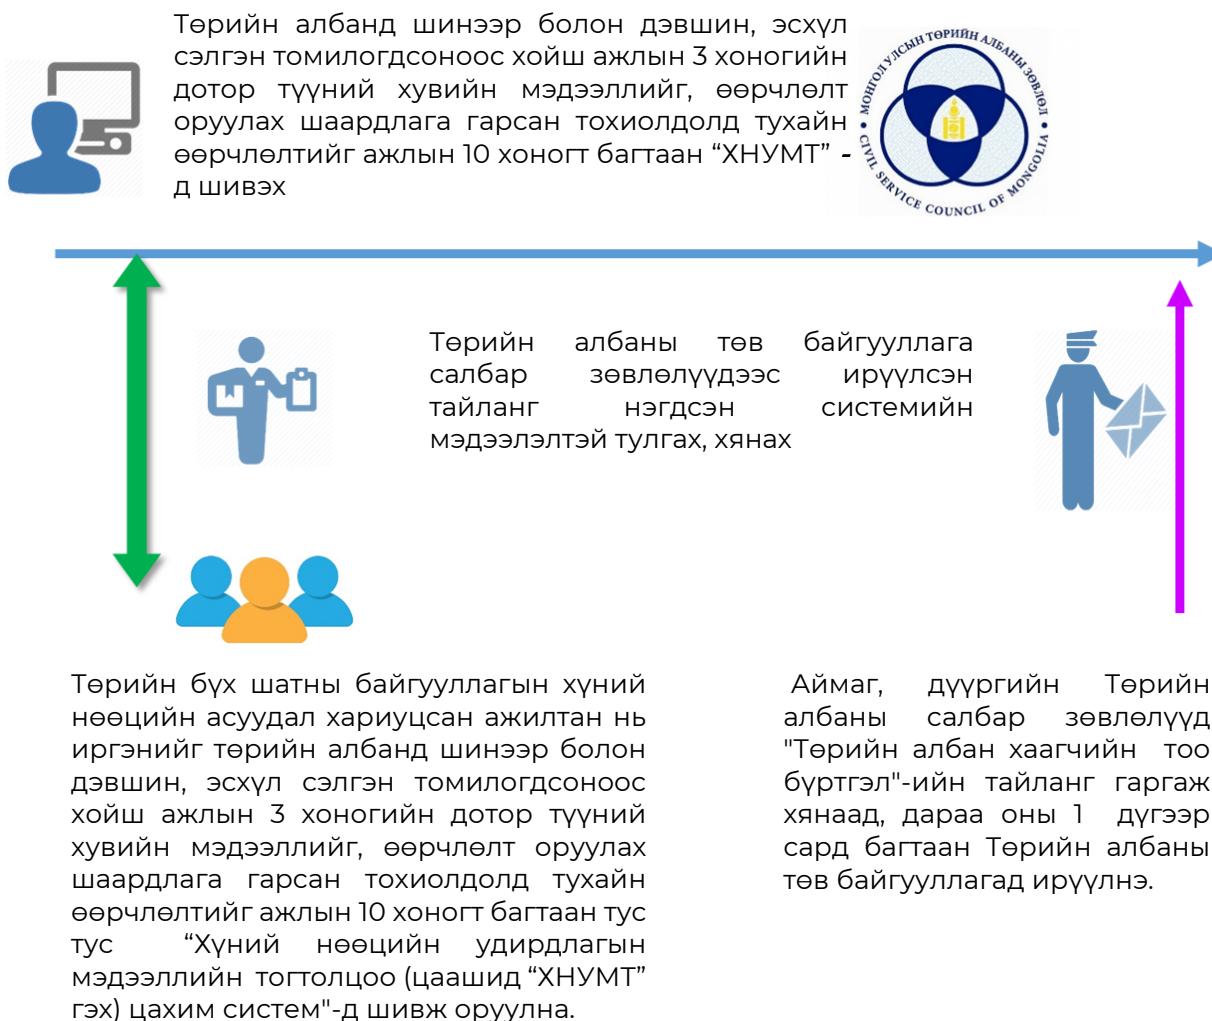 Төрийн албанд шинээр болон дэвшин, эсхүл
сэлгэн томилогдсоноос хойш ажлын 3 хоногийн
дотор түүний хувийн мэдээллийг, өөрчлөлт
оруулах шаардлага гарсан тохиолдолд тухайн
өөрчлөлтийг ажлын 10 хоногт багтаан “ХНУМТ” -
д шивэх
МОНГОЛ УЛСЫН ТӨРИЙН АЛБАНЫ ЗӨВЛӨЛ
CIVIL SERVICE COUNCIL OF MONGOLIA
Төрийн албаны төв байгууллага
салбар зөвлөлүүдээс ирүүлсэн
тайланг нэгдсэн системийн
мэдээлэлтэй тулгах, хянах
Төрийн бүх шатны байгууллагын хүний
нөөцийн асуудал хариуцсан ажилтан нь
иргэнийг төрийн албанд шинээр болон
дэвшин, эсхүл сэлгэн томилогдсоноос
хойш ажлын 3 хоногийн дотор түүний
хувийн мэдээллийг, өөрчлөлт оруулах
шаардлага гарсан тохиолдолд тухайн
өөрчлөлтийг ажлын 10 хоногт багтаан тус
тус “Хүний нөөцийн удирдлагын
мэдээллийн тогтолцоо (цаашид “ХНУМТ”
гэх) цахим систем"-д шивж оруулна.
Аймаг, дүүргийн Төрийн
албаны салбар зөвлөлүүд
"Төрийн албан хаагчийн тоо
бүртгэл"-ийн тайланг гаргаж
хянаад, дараа оны 1 дүгээр
сард багтаан Төрийн албаны
төв байгууллагад ирүүлнэ.